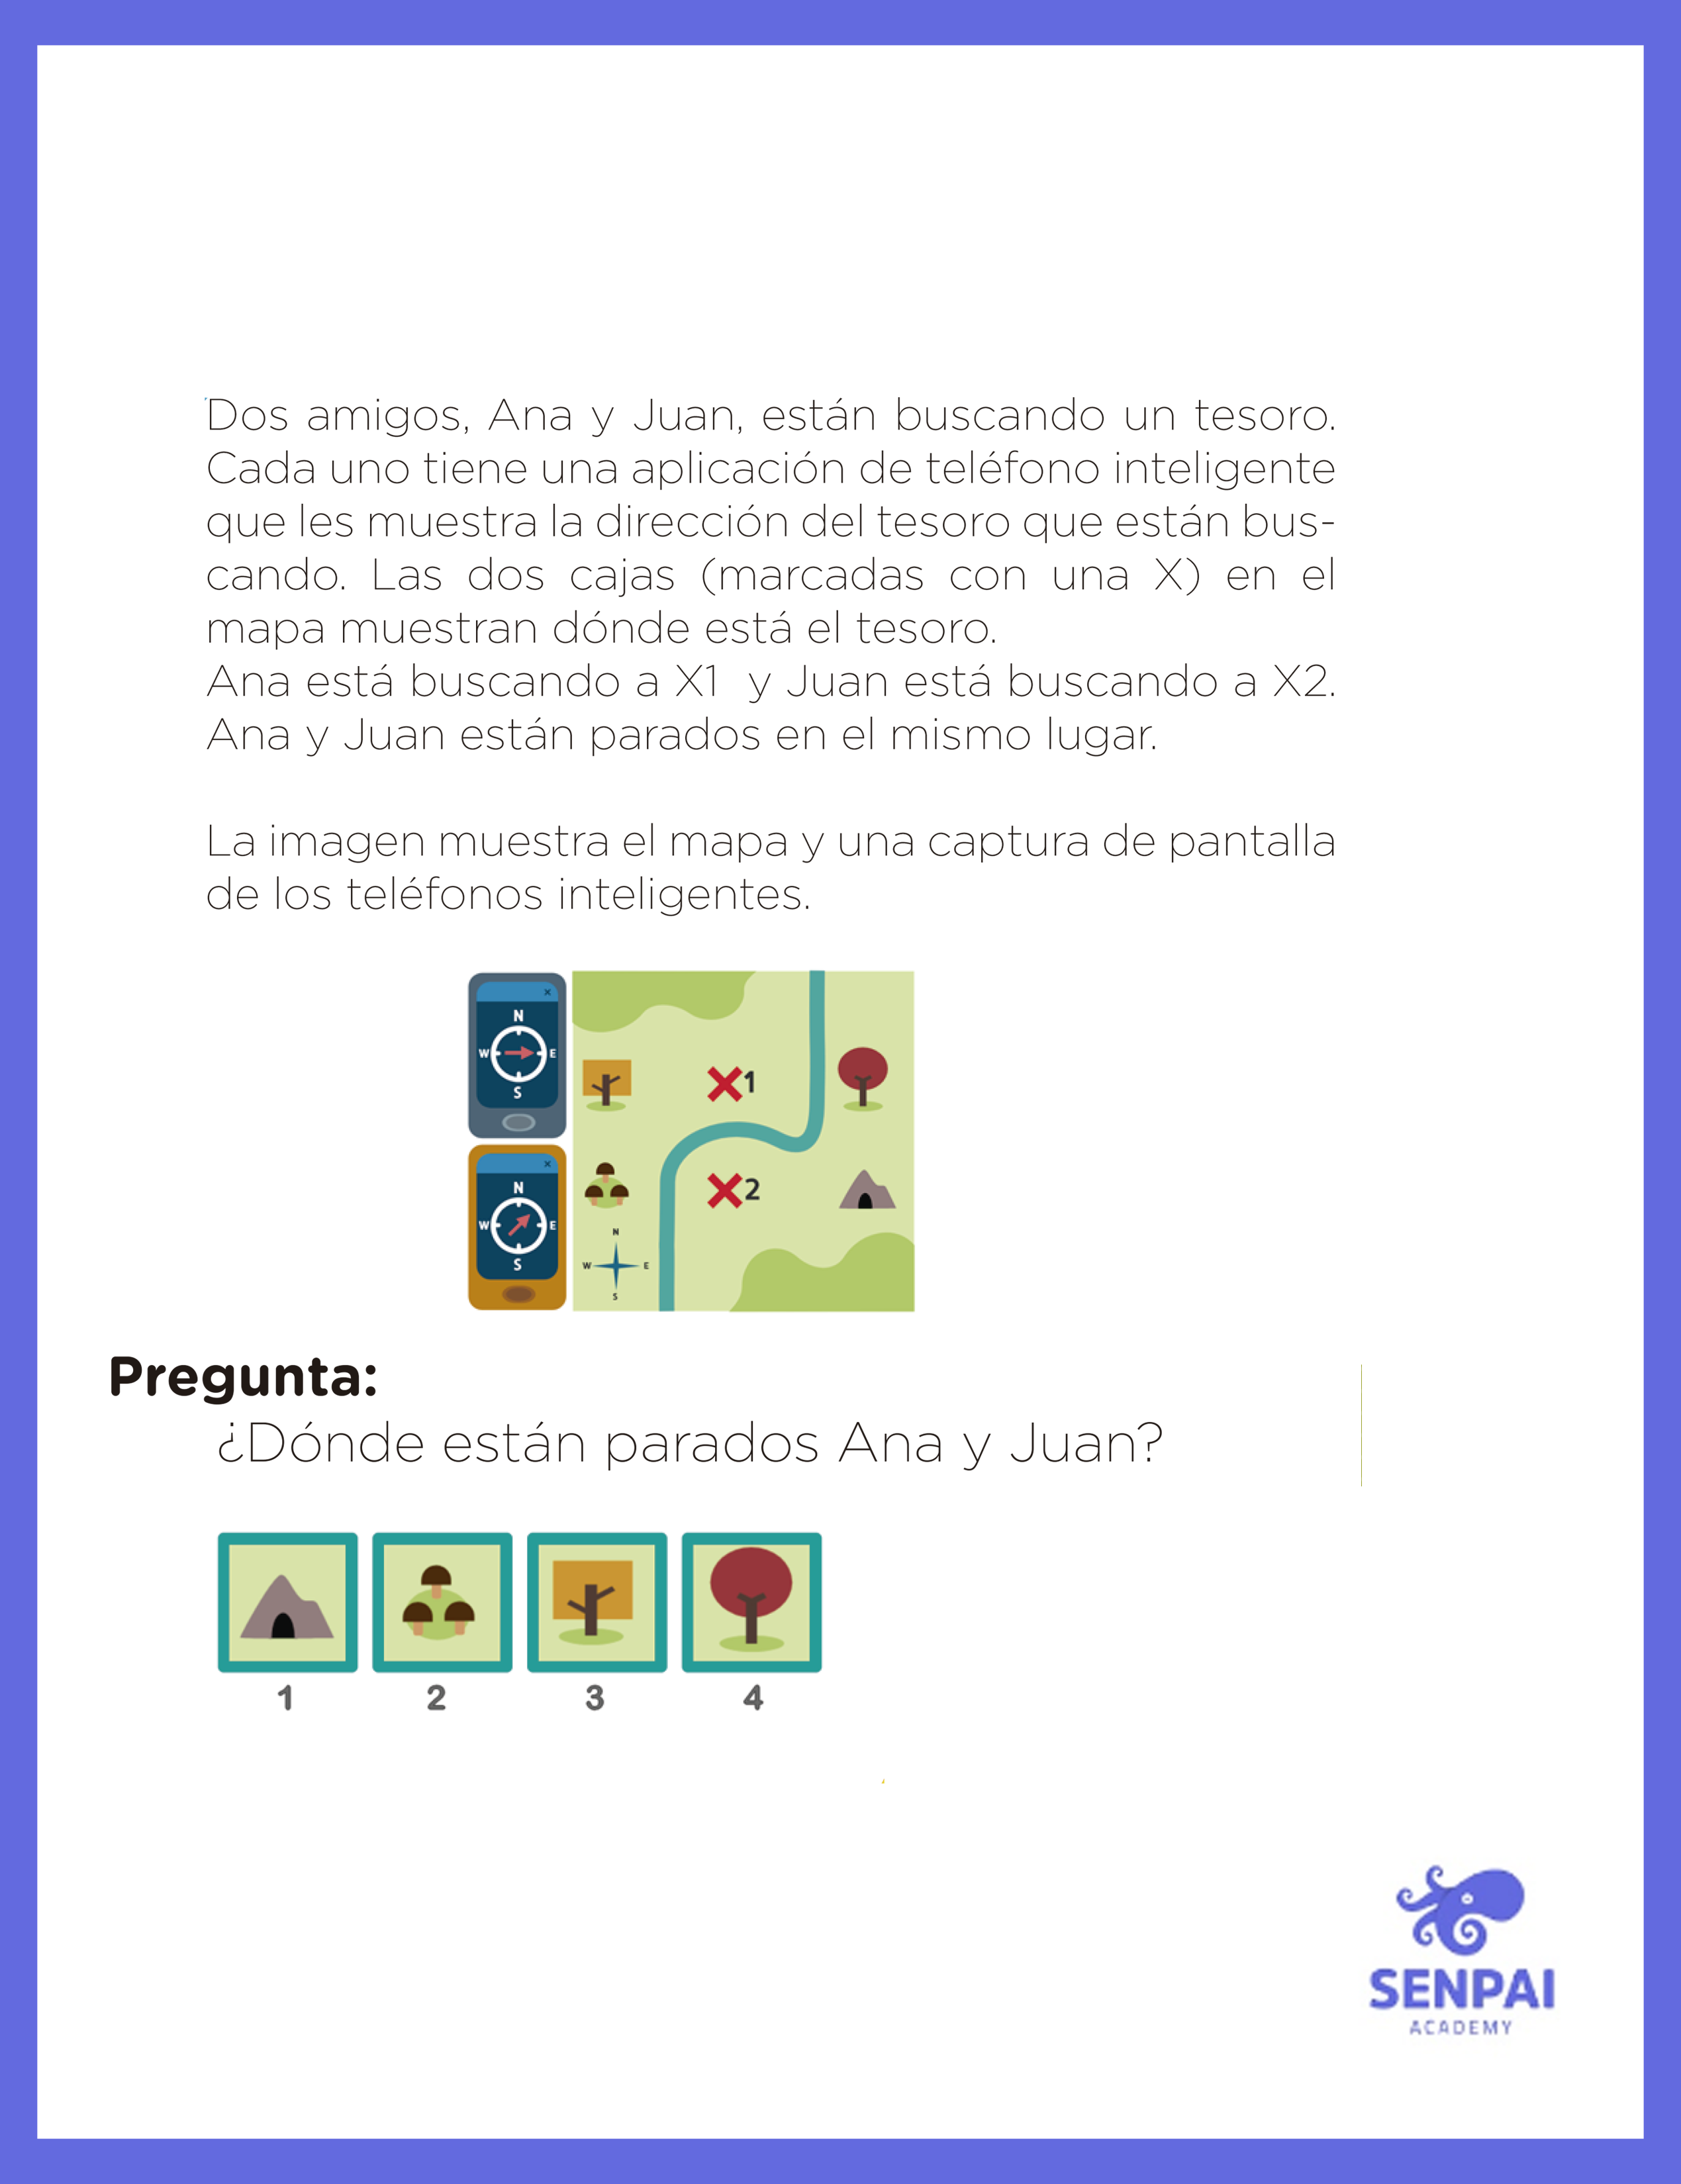 Dos amigos, Ana y Juan, están buscando un tesoro.
Cada uno tiene una aplicación de teléfono inteligente
que les muestra la dirección del tesoro que están bus-
cando. Las dos cajas (marcadas con una X) en el
mapa muestran dónde está el tesoro.
Ana está buscando a X1 y Juan está buscando a X2.
Ana y Juan están parados en el mismo lugar.
La imagen muestra el mapa y una captura de pantalla
de los teléfonos inteligentes.
x
N
W E
S
1
x
N
W E
S
2
N
W E
S
Pregunta:
¿Dónde están parados Ana y Juan?
1 2 3 4
SENPAI
ACADEMY